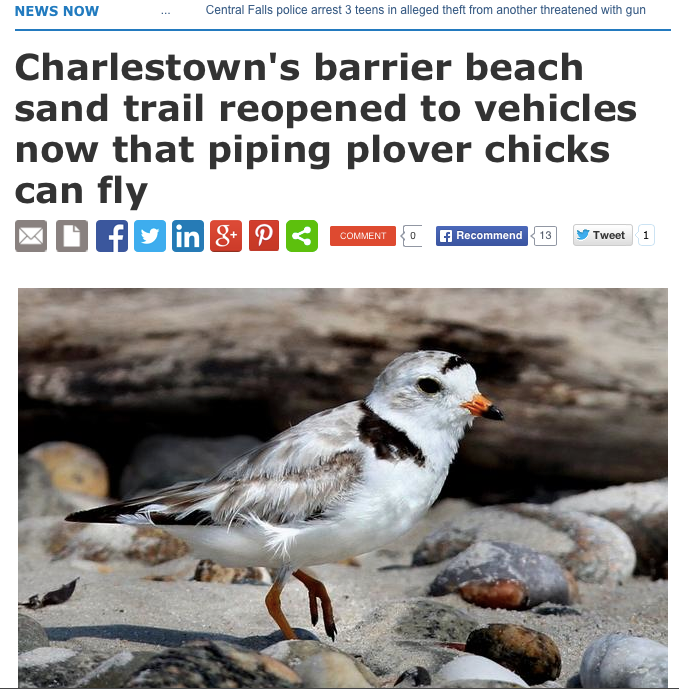 NEWS NOW ... Central Falls police arrest 3 teens in alleged theft from another threatened with gun
Charlestown's barrier beach
sand trail reopened to vehicles
now that piping plover chicks
can fly
f in g+ COMMENT 0 f Recommend 13 Tweet 1